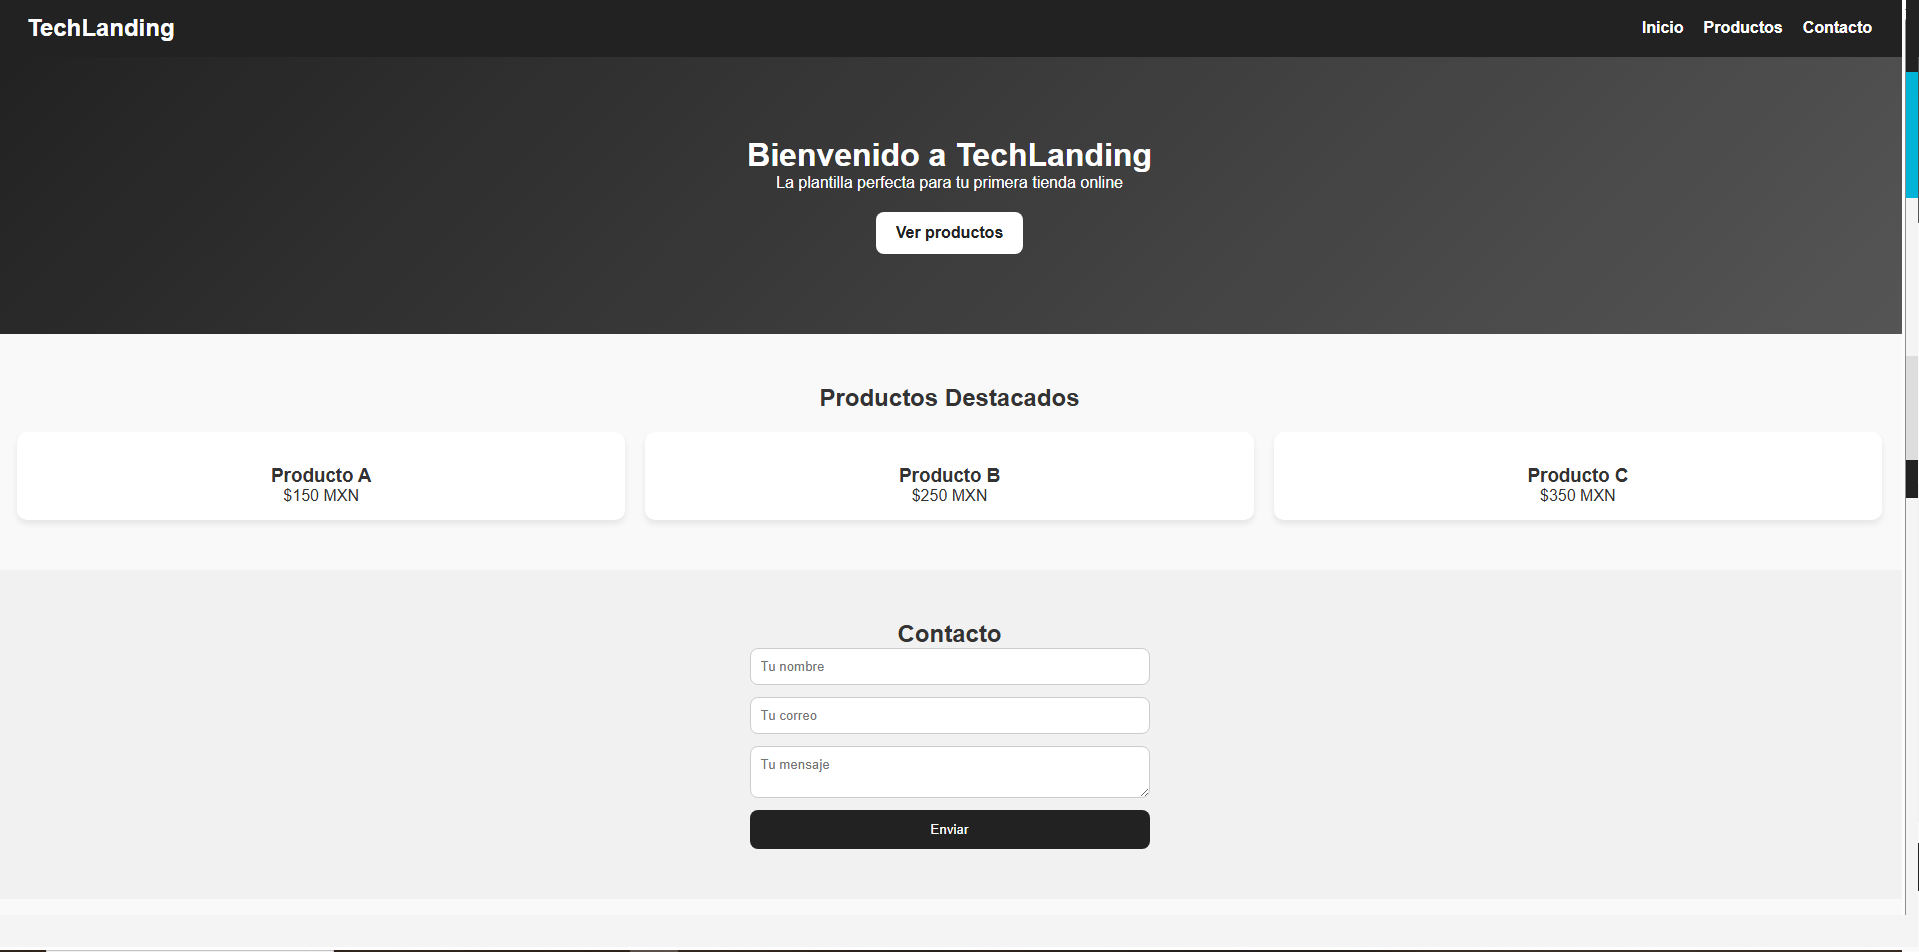 TechLanding
Inicio Productos Contacto
Bienvenido a TechLanding
La plantilla perfecta para tu primera tienda online
Ver productos
Productos Destacados
Producto A
$150 MXN
Producto B
$250 MXN
Producto C
$350 MXN
Contacto
Tu nombre
Tu correo
Tu mensaje
Enviar